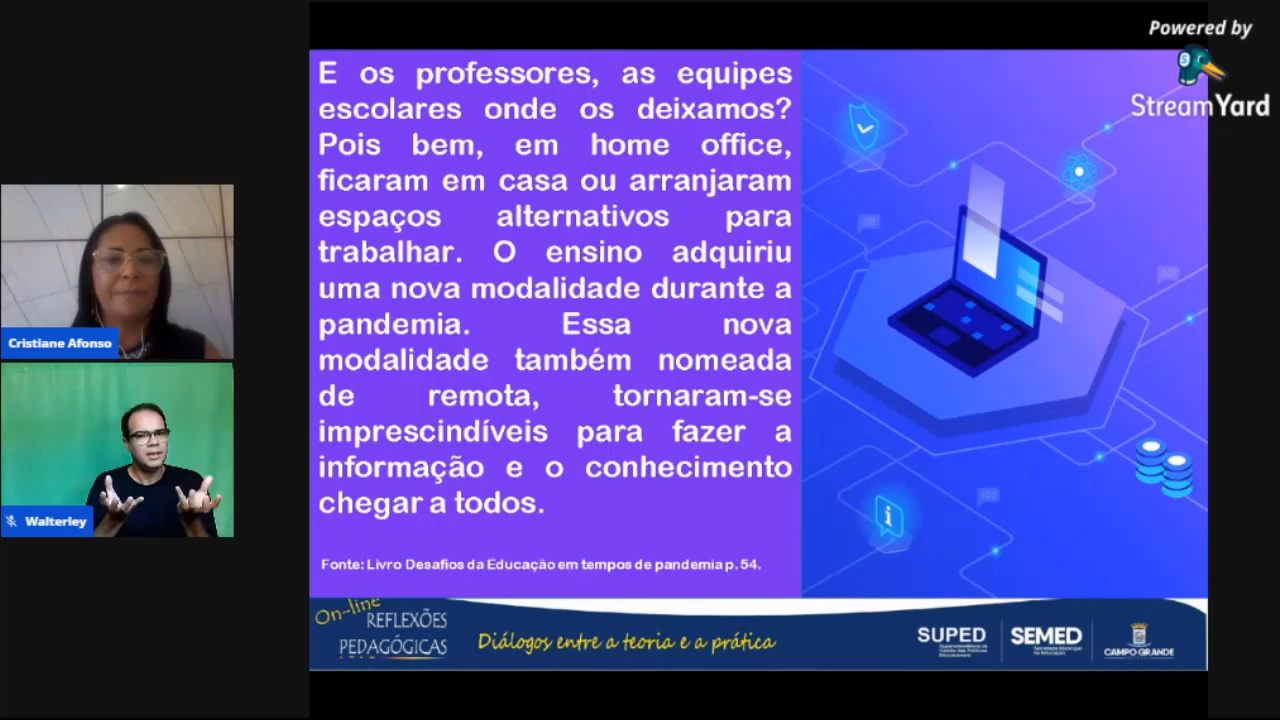 Powered by
StreamYard
E os professores, as equipes
escolares onde os deixamos?
Pois bem, em home office,
ficaram em casa ou arranjaram
espaços alternativos para
trabalhar. O ensino adquiriu
uma nova modalidade durante a
pandemia. Essa nova
modalidade também nomeada
de remota, tornaram-se
imprescindíveis para fazer a
informação e o conhecimento
chegar a todos.
Fonte: Livro Desafios da Educação em tempos de pandemia p. 54.
Cristiane Afonso
Walterley
On-line
REFLEXÕES
PEDAGÓGICAS
Diálogos entre a teoria e a prática
SUPED
SEMED
CAMPO GRANDE